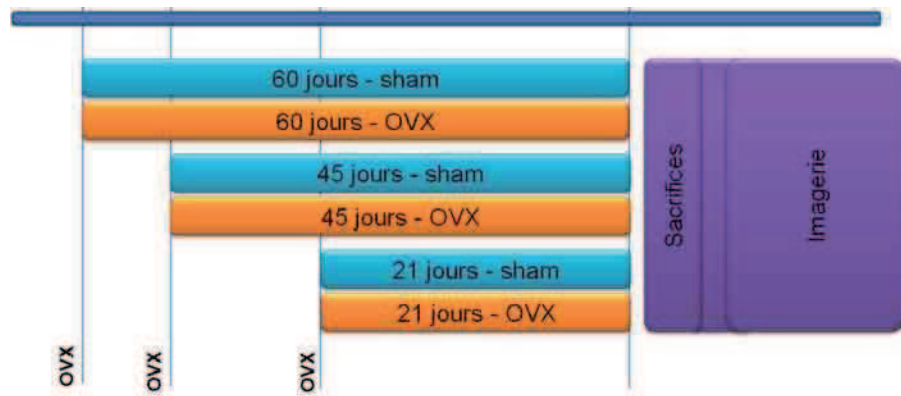 60 jours - sham
60 jours - OVX
45 jours - sham
45 jours - OVX
21 jours - sham
21 jours - OVX
Sacrifices
Imagerie
OVX
OVX
OVX